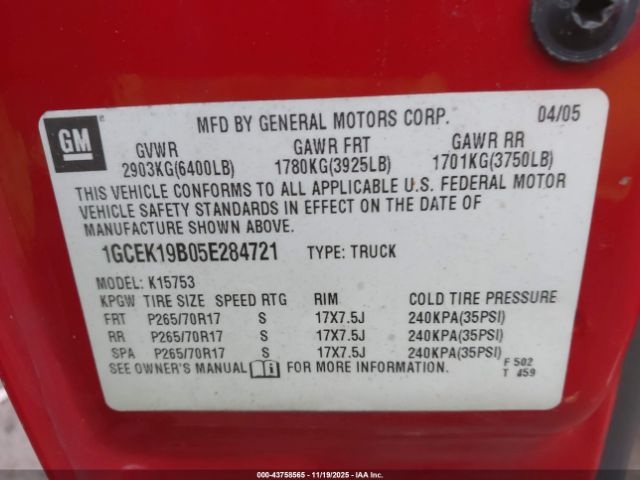 GM
MFD BY GENERAL MOTORS CORP. 04/05
GVWR GAWR FRT GAWR RR
2903KG(6400LB) 1780KG(3925LB) 1701KG(3750LB)
THIS VEHICLE CONFORMS TO ALL APPLICABLE U.S. FEDERAL MOTOR
VEHICLE SAFETY STANDARDS IN EFFECT ON THE DATE OF
MANUFACTURE SHOWN ABOVE.
1GCEK19B05E284721 TYPE: TRUCK
MODEL: K15753
KPGW TIRE SIZE SPEED RTG RIM COLD TIRE PRESSURE
FRT P265/70R17 S 17X7.5J 240KPA(35PSI)
RR P265/70R17 S 17X7.5J 240KPA(35PSI)
SPA P265/70R17 S 17X7.5J 240KPA(35PSI)
SEE OWNER'S MANUAL FOR MORE INFORMATION.
F 502
T 459
000-43758565 - 11/19/2025 - IAA Inc.